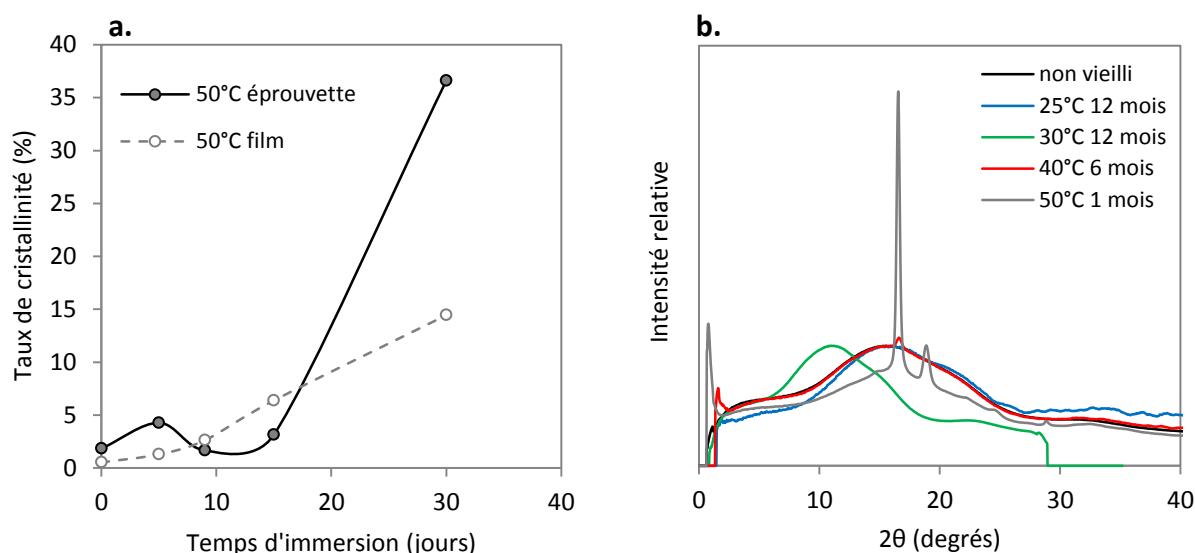 a.
40
35
30
25
20
15
10
5
0
Taux de cristallinité (%)
50°C éprouvette
50°C film
0 10 20 30 40
Temps d'immersion (jours)
b.
Intensité relative
non vieilli
25°C 12 mois
30°C 12 mois
40°C 6 mois
50°C 1 mois
0 10 20 30 40
2θ (degrés)